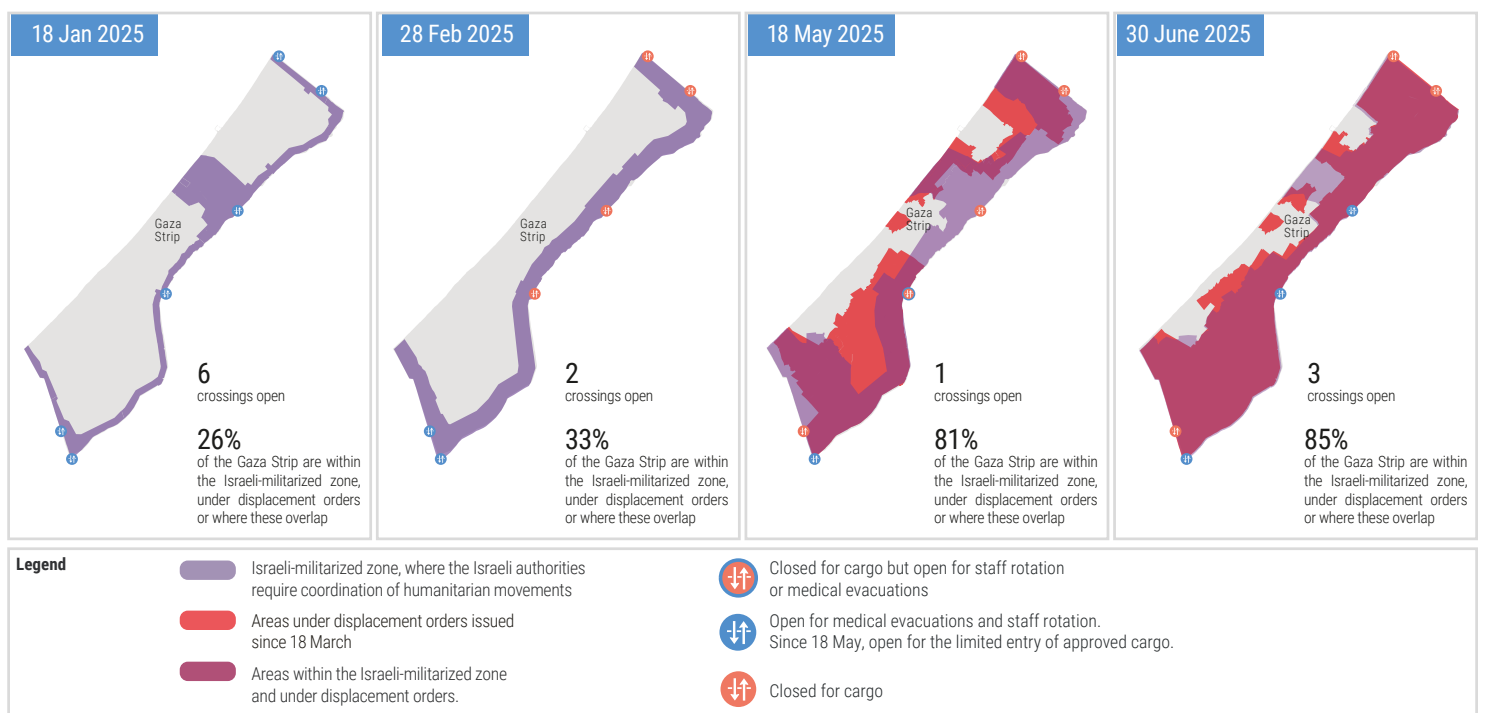 18 Jan 2025
Gaza
Strip
6
crossings open
26%
of the Gaza Strip are within
the Israeli-militarized zone,
under displacement orders
or where these overlap
28 Feb 2025
Gaza
Strip
2
crossings open
33%
of the Gaza Strip are within
the Israeli-militarized zone,
under displacement orders
or where these overlap
18 May 2025
Gaza
Strip
1
crossings open
81%
of the Gaza Strip are within
the Israeli-militarized zone,
under displacement orders
or where these overlap
30 June 2025
Gaza
Strip
3
crossings open
85%
of the Gaza Strip are within
the Israeli-militarized zone,
under displacement orders
or where these overlap
Legend
Israeli-militarized zone, where the Israeli authorities
require coordination of humanitarian movements
Areas under displacement orders issued
since 18 March
Areas within the Israeli-militarized zone
and under displacement orders.
Closed for cargo but open for staff rotation
or medical evacuations
Open for medical evacuations and staff rotation.
Since 18 May, open for the limited entry of approved cargo.
Closed for cargo